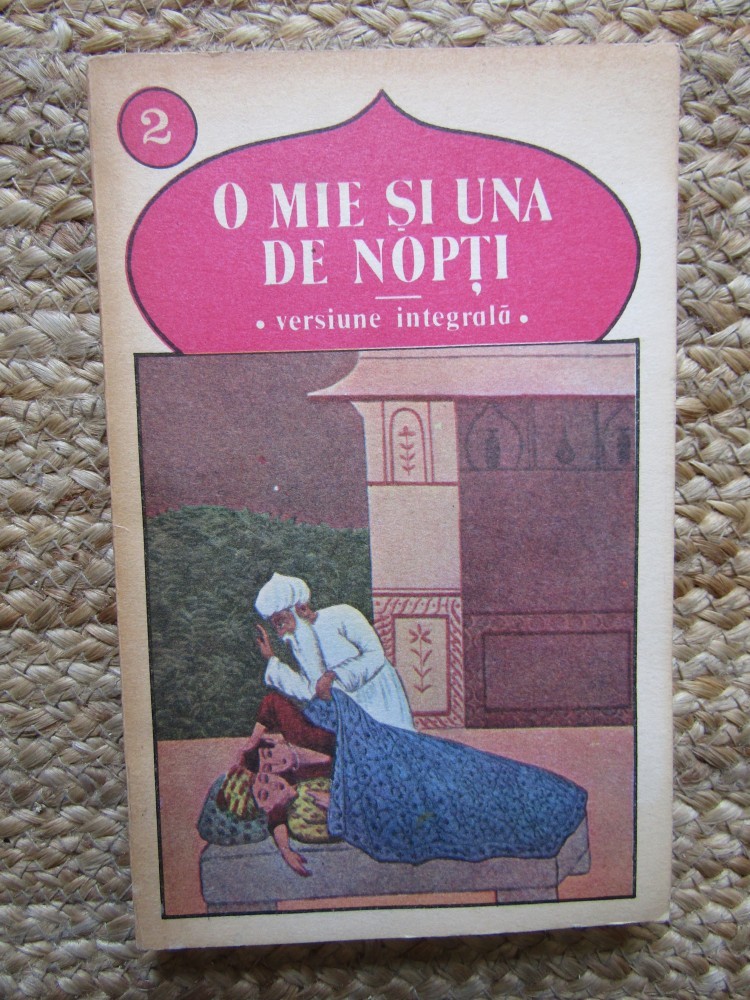 2
O MIE ȘI UNA
DE NOPȚI
• versiune integrală •